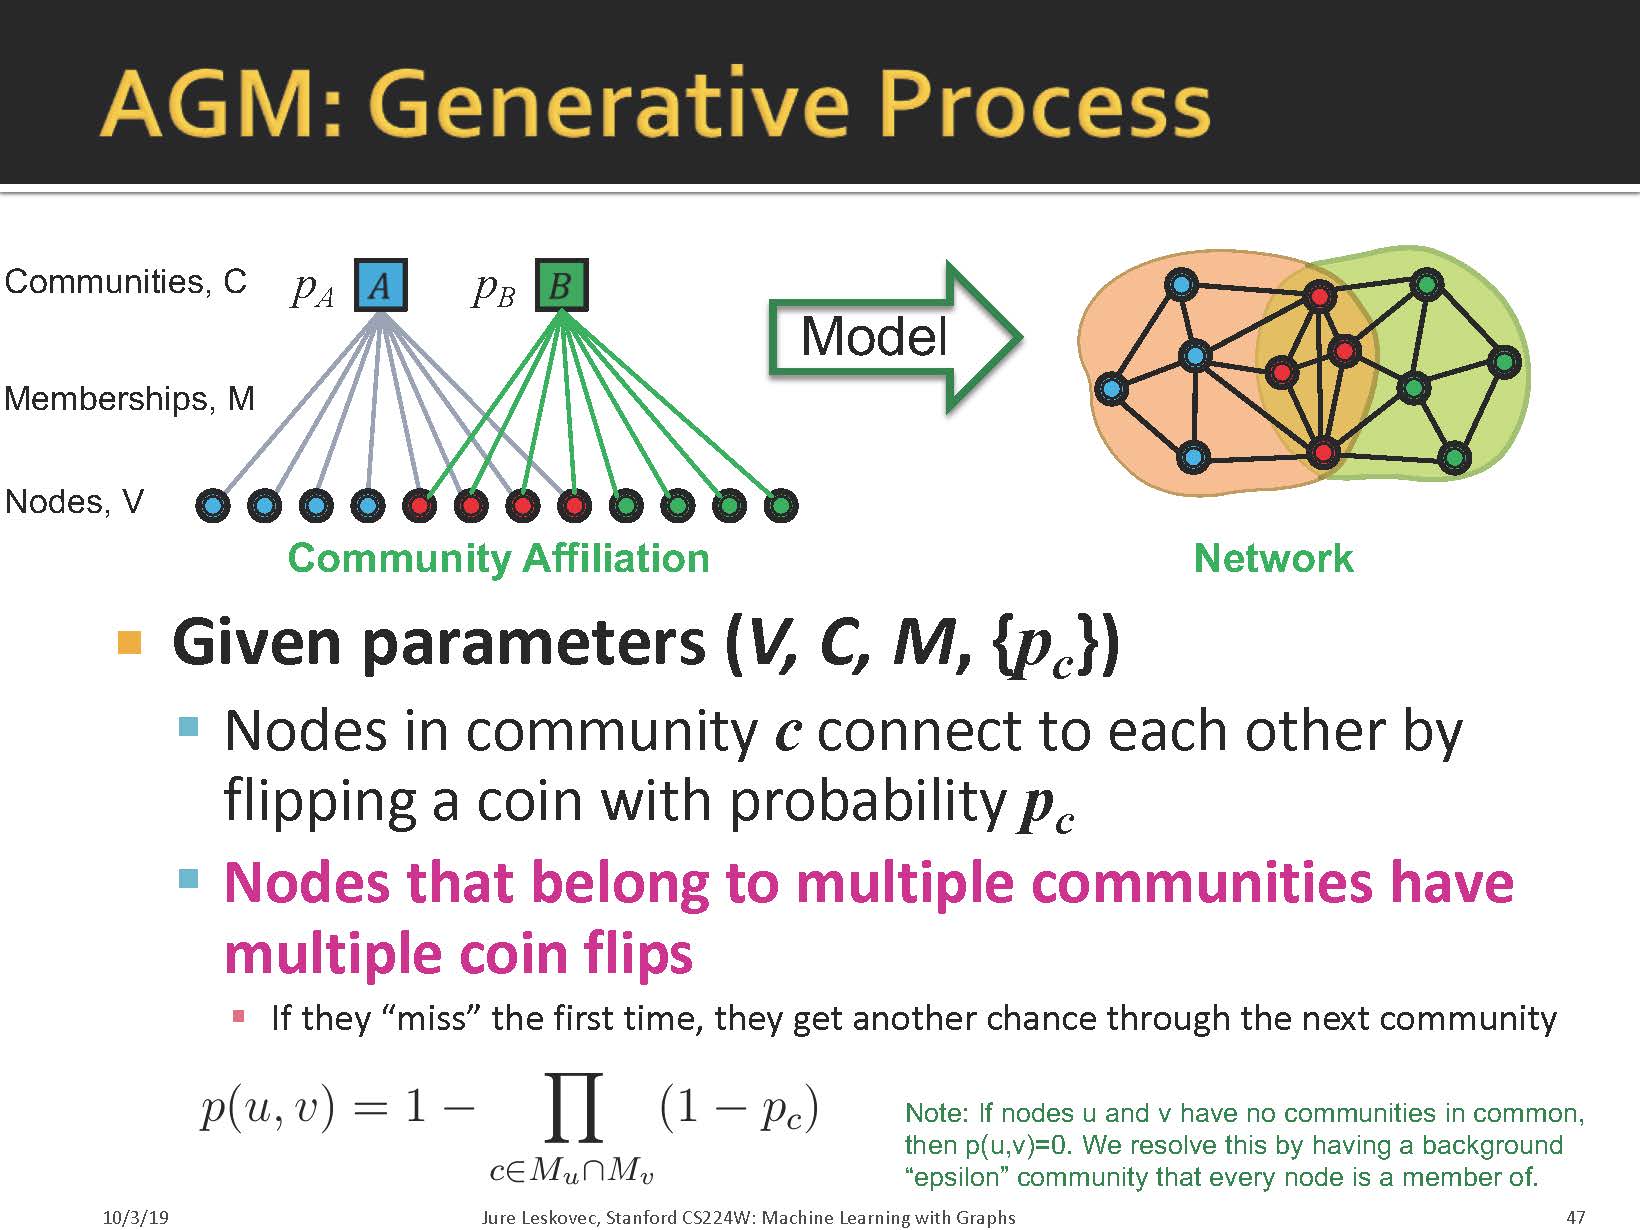 AGM: Generative Process
Communities, C p_A A p_B B
Model
Memberships, M
Nodes, V
Community Affiliation
Network
Given parameters (V, C, M, {p_c})
Nodes in community c connect to each other by
flipping a coin with probability p_c
Nodes that belong to multiple communities have
multiple coin flips
If they “miss” the first time, they get another chance through the next community
p(u, v) = 1 − ∏_{c∈M_u∩M_v} (1 − p_c)
Note: If nodes u and v have no communities in common,
then p(u,v)=0. We resolve this by having a background
“epsilon” community that every node is a member of.
10/3/19
Jure Leskovec, Stanford CS224W: Machine Learning with Graphs
47